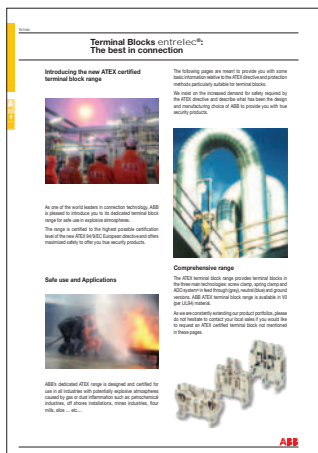 Terminal Blocks entrelec®:
The best in connection
Introducing the new ATEX certified
terminal block range
As one of the world leaders in connection technology, ABB
is pleased to introduce you to its dedicated terminal block
range for safe use in explosive atmospheres.
The range is certified to the highest possible certification
level of the new ATEX 94/9/EC European directive and offers
maximized safety to offer you true security products.
Safe use and Applications
ABB's dedicated ATEX range is designed and certified for
use in all industries with potentially explosive atmospheres
caused by gas or dust inflammation such as: petrochemical
industries, off shores installations, mines industries, flour
mills, silos ... etc...
The following pages are meant to provide you with some
basic information relative to the ATEX directive and protection
methods particularly suitable for terminal blocks.
We insist on the increased demand for safety required by
the ATEX directive and describe what has been the design
and manufacturing choice of ABB to provide you with true
security products.
Comprehensive range
The ATEX terminal block range provides terminal blocks in
the three main technologies: screw clamp, spring clamp and
ADO system® in feed through (grey), neutral (blue) and ground
versions. ABB ATEX terminal block range is available in V0
(per UL94) material.
As we are constantly extending our product portfolios, please
do not hesitate to contact your local sales if you would like
to request an ATEX certified terminal block not mentioned
in these pages.
ABB